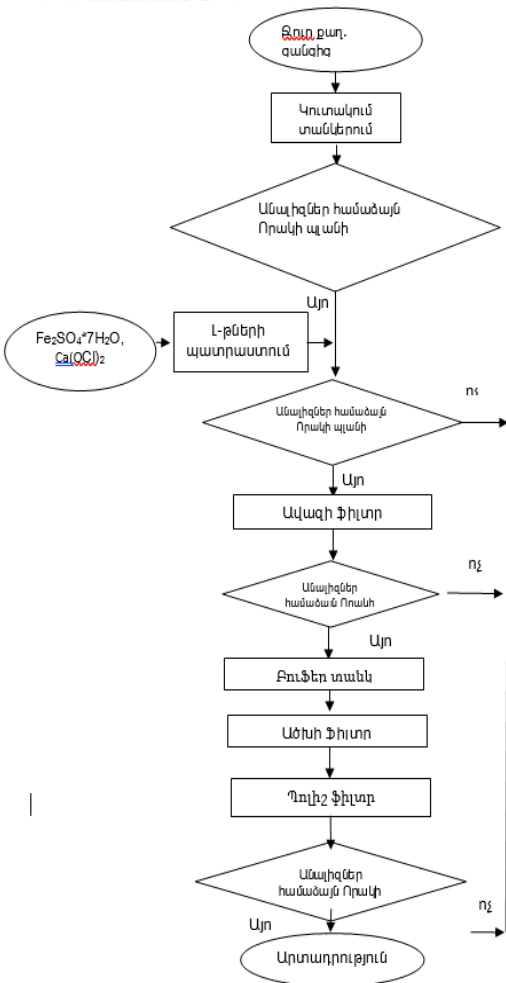 Ջուր քաղ.
ցանցից
Կուտակում
տանկերում
Անալիզներ համաձայն
Որակի պլանի
Այո
Fe₂SO₄*7H₂O,
Ca(OCl)₂
Լ-թների
պատրաստում
Անալիզներ համաձայն
Որակի պլանի
ոչ
Այո
Ավազի ֆիլտր
Անալիզներ
համաձայն Որակի
ոչ
Այո
Բուֆեր տանկ
Ածխի ֆիլտր
Պոլիշ ֆիլտր
Անալիզներ
համաձայն Որակի
ոչ
Այո
Արտադրություն